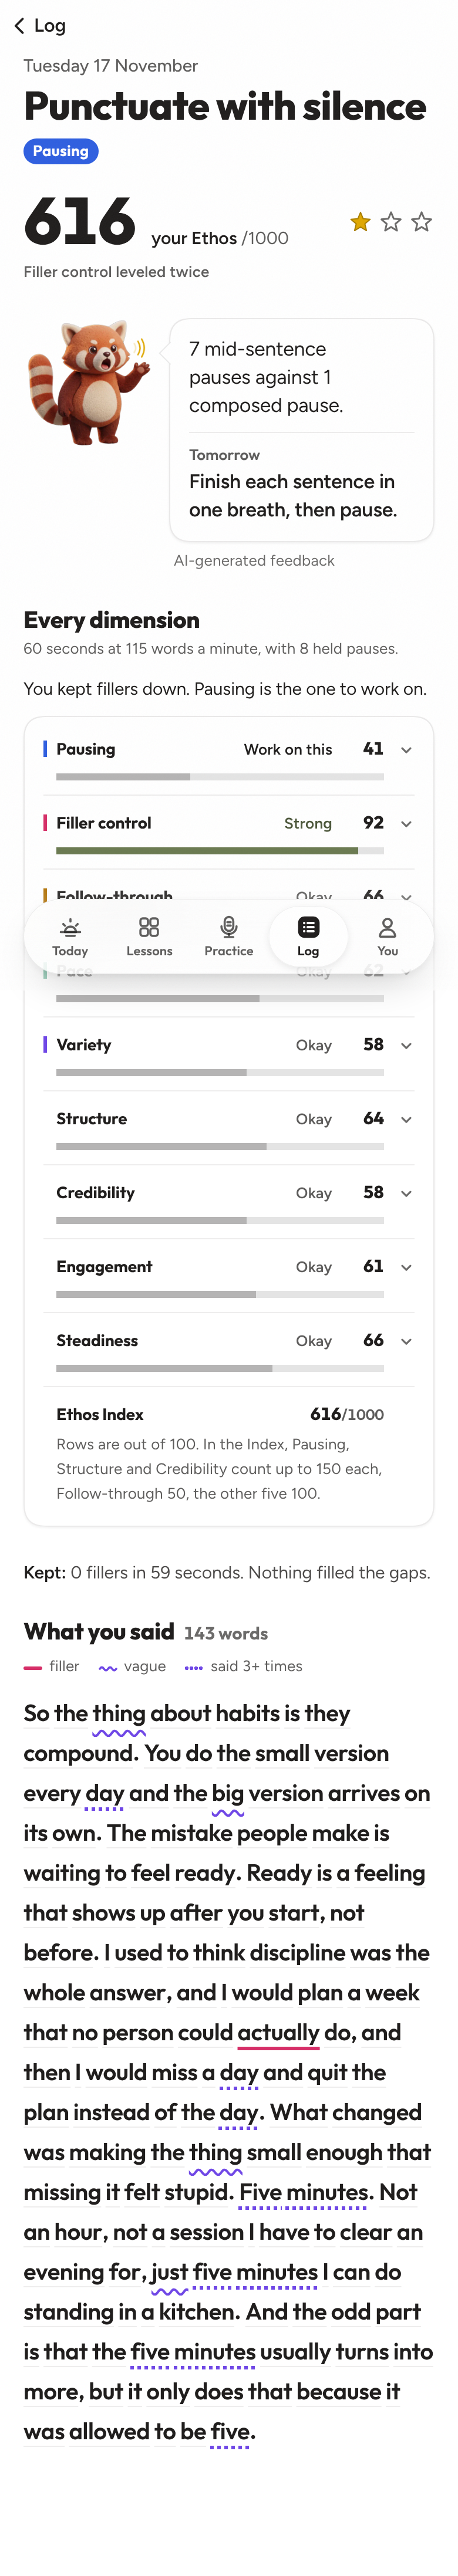 Log
Tuesday 17 November
Punctuate with silence
Pausing
616 your Ethos /1000
Filler control leveled twice
7 mid-sentence
pauses against 1
composed pause.
Tomorrow
Finish each sentence in
one breath, then pause.
AI-generated feedback
Every dimension
60 seconds at 115 words a minute, with 8 held pauses.
You kept fillers down. Pausing is the one to work on.
Pausing Work on this 41
Filler control Strong 92
Follow-through Okay 66
Today Lessons Practice Log You
Pace Okay 62
Variety Okay 58
Structure Okay 64
Credibility Okay 58
Engagement Okay 61
Steadiness Okay 66
Ethos Index 616/1000
Rows are out of 100. In the Index, Pausing,
Structure and Credibility count up to 150 each,
Follow-through 50, the other five 100.
Kept: 0 fillers in 59 seconds. Nothing filled the gaps.
What you said 143 words
filler vague said 3+ times
So the thing about habits is they
compound. You do the small version
every day and the big version arrives on
its own. The mistake people make is
waiting to feel ready. Ready is a feeling
that shows up after you start, not
before. I used to think discipline was the
whole answer, and I would plan a week
that no person could actually do, and
then I would miss a day and quit the
plan instead of the day. What changed
was making the thing small enough that
missing it felt stupid. Five minutes. Not
an hour, not a session I have to clear an
evening for, just five minutes I can do
standing in a kitchen. And the odd part
is that the five minutes usually turns into
more, but it only does that because it
was allowed to be five.